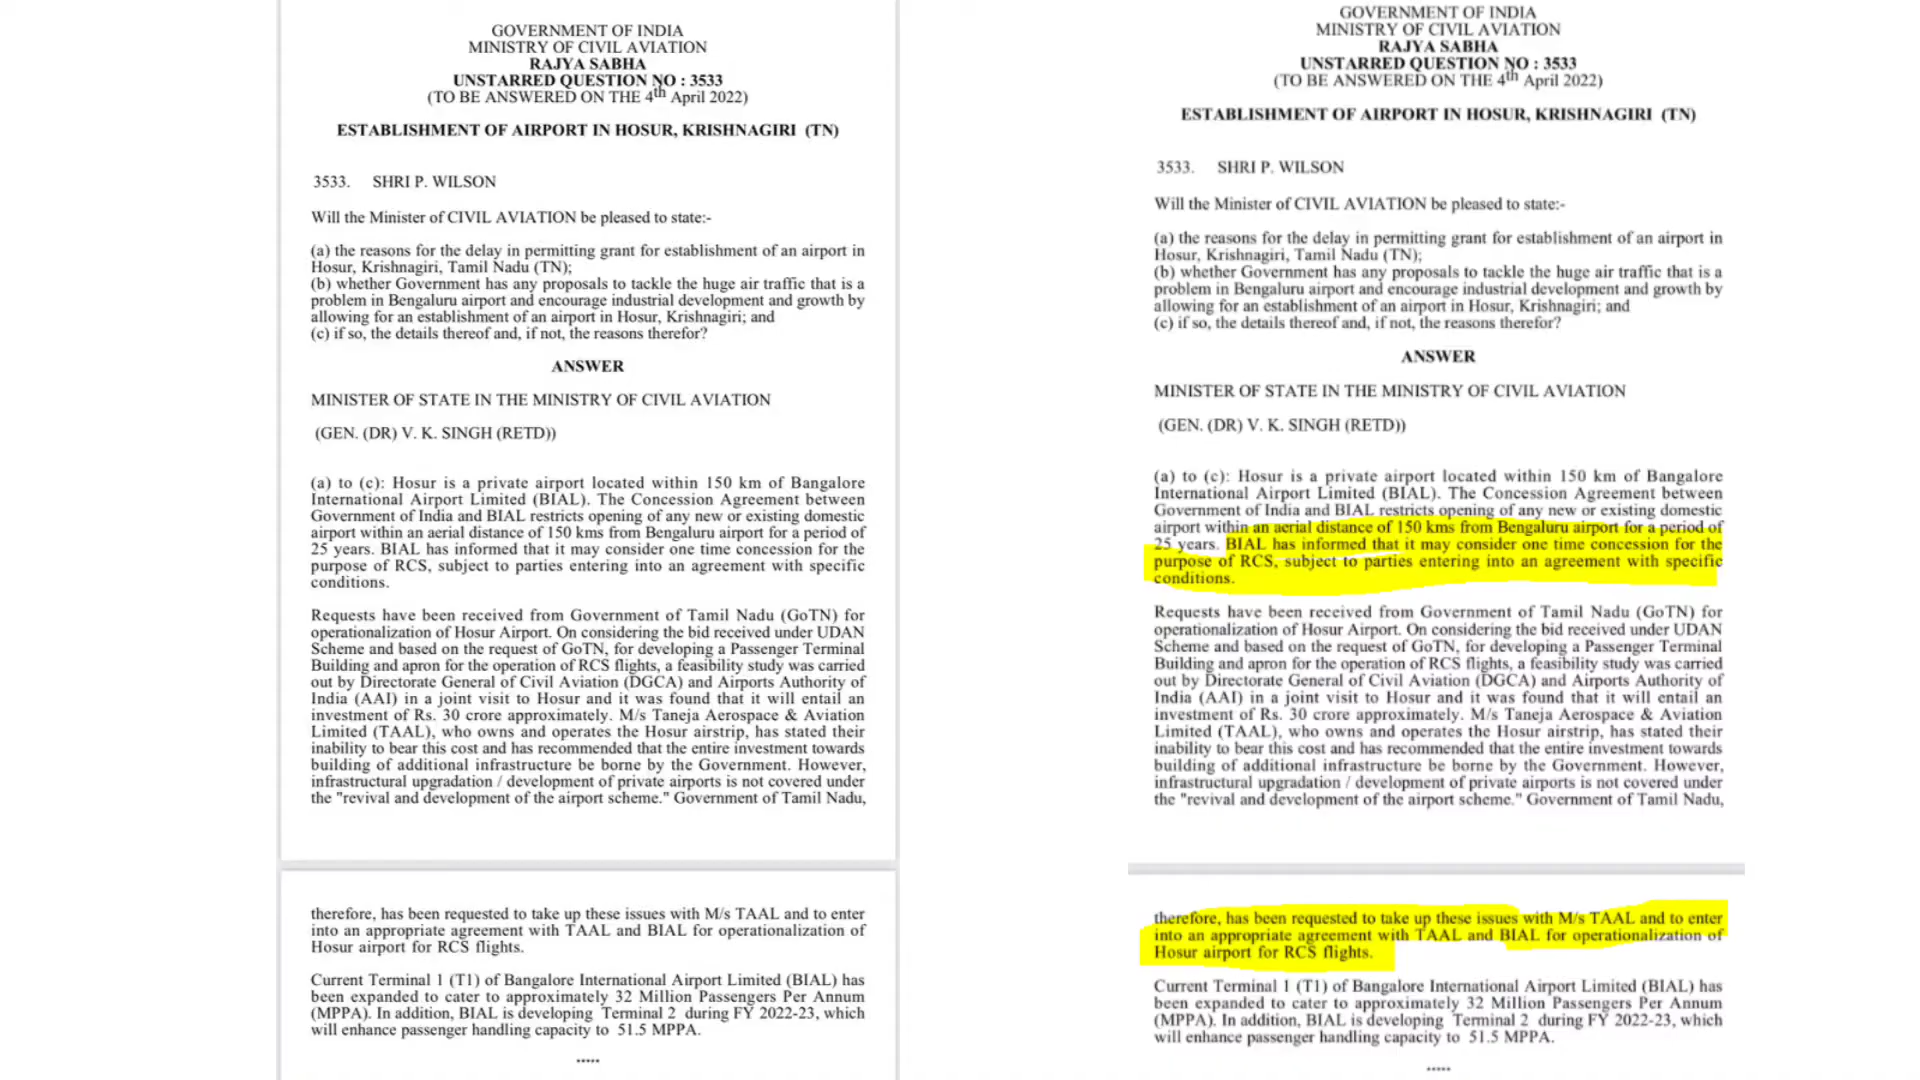 GOVERNMENT OF INDIA
MINISTRY OF CIVIL AVIATION
RAJYA SABHA
UNSTARRED QUESTION NO : 3533
(TO BE ANSWERED ON THE 4th April 2022)
ESTABLISHMENT OF AIRPORT IN HOSUR, KRISHNAGIRI (TN)
3533. SHRI P. WILSON
Will the Minister of CIVIL AVIATION be pleased to state:-
(a) the reasons for the delay in permitting grant for establishment of an airport in
Hosur, Krishnagiri, Tamil Nadu (TN);
(b) whether Government has any proposals to tackle the huge air traffic that is a
problem in Bengaluru airport and encourage industrial development and growth by
allowing for an establishment of an airport in Hosur, Krishnagiri; and
(c) if so, the details thereof and, if not, the reasons therefor?
ANSWER
MINISTER OF STATE IN THE MINISTRY OF CIVIL AVIATION
(GEN. (DR) V. K. SINGH (RETD))
(a) to (c): Hosur is a private airport located within 150 km of Bangalore
International Airport Limited (BIAL). The Concession Agreement between
Government of India and BIAL restricts opening of any new or existing domestic
airport within an aerial distance of 150 kms from Bengaluru airport for a period of
25 years. BIAL has informed that it may consider one time concession for the
purpose of RCS, subject to parties entering into an agreement with specific
conditions.
Requests have been received from Government of Tamil Nadu (GoTN) for
operationalization of Hosur Airport. On considering the bid received under UDAN
Scheme and based on the request of GoTN, for developing a Passenger Terminal
Building and apron for the operation of RCS flights, a feasibility study was carried
out by Directorate General of Civil Aviation (DGCA) and Airports Authority of
India (AAI) in a joint visit to Hosur and it was found that it will entail an
investment of Rs. 30 crore approximately. M/s Taneja Aerospace & Aviation
Limited (TAAL), who owns and operates the Hosur airstrip, has stated their
inability to bear this cost and has recommended that the entire investment towards
building of additional infrastructure be borne by the Government. However,
infrastructural upgradation / development of private airports is not covered under
the "revival and development of the airport scheme." Government of Tamil Nadu,
therefore, has been requested to take up these issues with M/s TAAL and to enter
into an appropriate agreement with TAAL and BIAL for operationalization of
Hosur airport for RCS flights.
Current Terminal 1 (T1) of Bangalore International Airport Limited (BIAL) has
been expanded to cater to approximately 32 Million Passengers Per Annum
(MPPA). In addition, BIAL is developing Terminal 2 during FY 2022-23, which
will enhance passenger handling capacity to 51.5 MPPA.
*****
GOVERNMENT OF INDIA
MINISTRY OF CIVIL AVIATION
RAJYA SABHA
UNSTARRED QUESTION NO : 3533
(TO BE ANSWERED ON THE 4th April 2022)
ESTABLISHMENT OF AIRPORT IN HOSUR, KRISHNAGIRI (TN)
3533. SHRI P. WILSON
Will the Minister of CIVIL AVIATION be pleased to state:-
(a) the reasons for the delay in permitting grant for establishment of an airport in
Hosur, Krishnagiri, Tamil Nadu (TN);
(b) whether Government has any proposals to tackle the huge air traffic that is a
problem in Bengaluru airport and encourage industrial development and growth by
allowing for an establishment of an airport in Hosur, Krishnagiri; and
(c) if so, the details thereof and, if not, the reasons therefor?
ANSWER
MINISTER OF STATE IN THE MINISTRY OF CIVIL AVIATION
(GEN. (DR) V. K. SINGH (RETD))
(a) to (c): Hosur is a private airport located within 150 km of Bangalore
International Airport Limited (BIAL). The Concession Agreement between
Government of India and BIAL restricts opening of any new or existing domestic
airport within an aerial distance of 150 kms from Bengaluru airport for a period of
25 years. BIAL has informed that it may consider one time concession for the
purpose of RCS, subject to parties entering into an agreement with specific
conditions.
Requests have been received from Government of Tamil Nadu (GoTN) for
operationalization of Hosur Airport. On considering the bid received under UDAN
Scheme and based on the request of GoTN, for developing a Passenger Terminal
Building and apron for the operation of RCS flights, a feasibility study was carried
out by Directorate General of Civil Aviation (DGCA) and Airports Authority of
India (AAI) in a joint visit to Hosur and it was found that it will entail an
investment of Rs. 30 crore approximately. M/s Taneja Aerospace & Aviation
Limited (TAAL), who owns and operates the Hosur airstrip, has stated their
inability to bear this cost and has recommended that the entire investment towards
building of additional infrastructure be borne by the Government. However,
infrastructural upgradation / development of private airports is not covered under
the "revival and development of the airport scheme." Government of Tamil Nadu,
therefore, has been requested to take up these issues with M/s TAAL and to enter
into an appropriate agreement with TAAL and BIAL for operationalization of
Hosur airport for RCS flights.
Current Terminal 1 (T1) of Bangalore International Airport Limited (BIAL) has
been expanded to cater to approximately 32 Million Passengers Per Annum
(MPPA). In addition, BIAL is developing Terminal 2 during FY 2022-23, which
will enhance passenger handling capacity to 51.5 MPPA.
*****